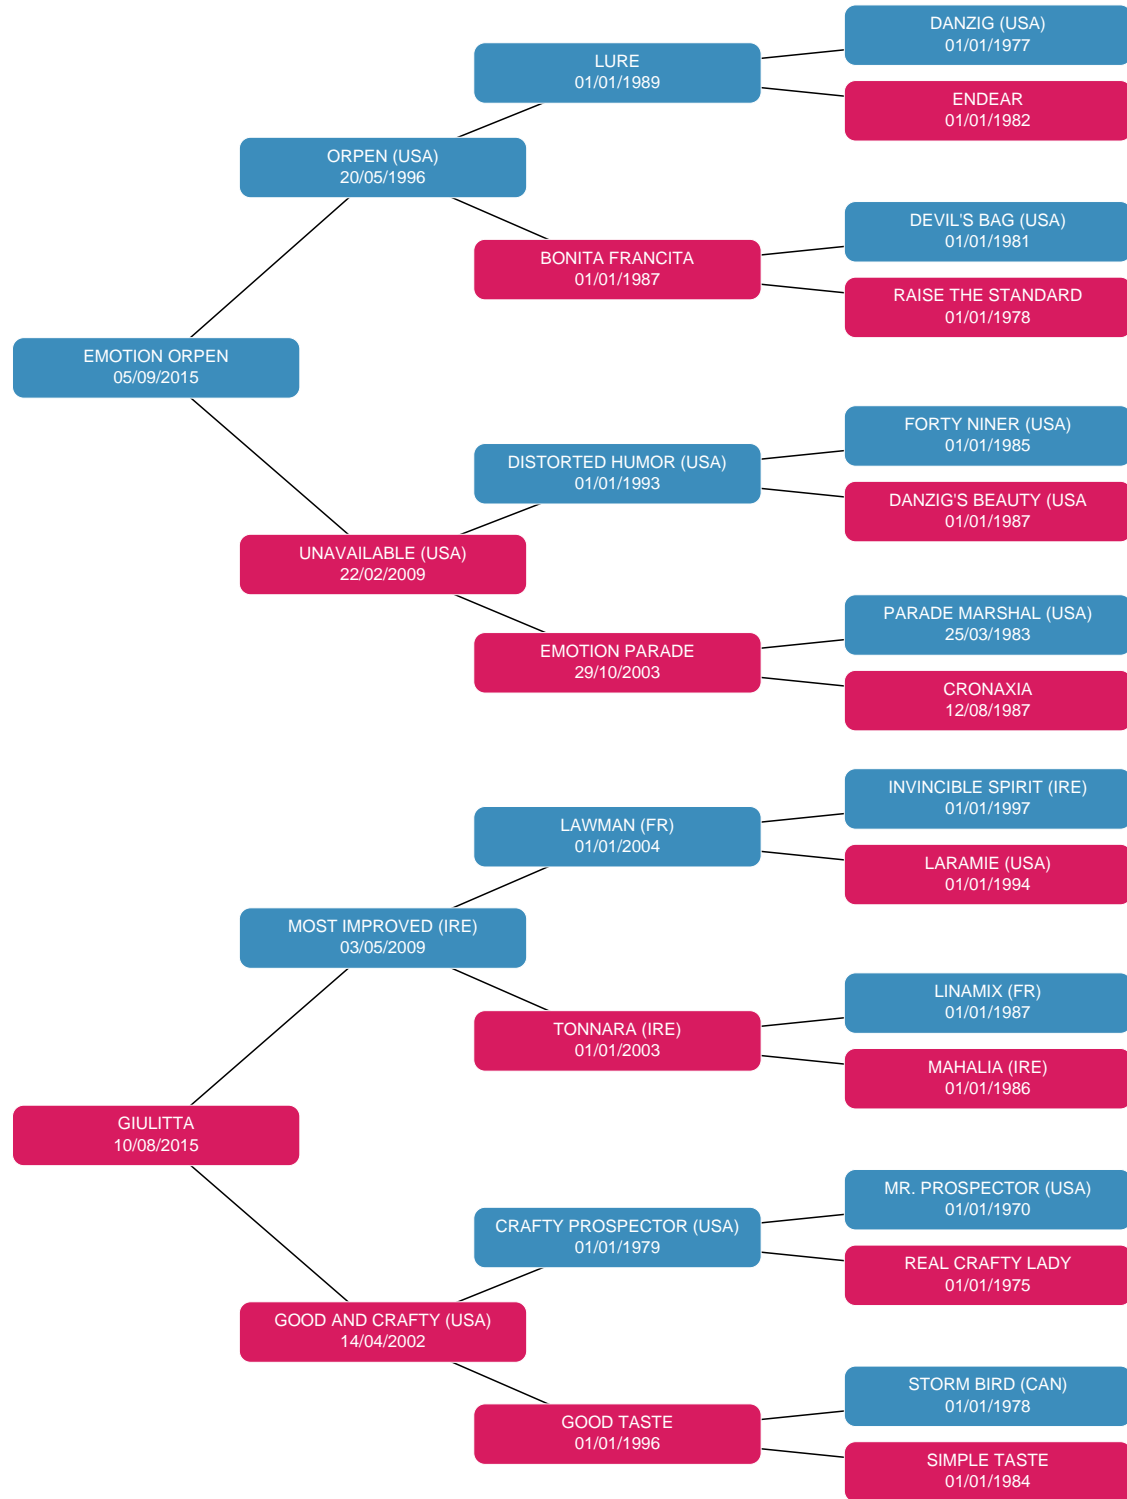 DANZIG (USA)
01/01/1977
LURE
01/01/1989
ENDEAR
01/01/1982
ORPEN (USA)
20/05/1996
DEVIL'S BAG (USA)
01/01/1981
BONITA FRANCITA
01/01/1987
RAISE THE STANDARD
01/01/1978
EMOTION ORPEN
05/09/2015
FORTY NINER (USA)
01/01/1985
DISTORTED HUMOR (USA)
01/01/1993
DANZIG'S BEAUTY (USA
01/01/1987
UNAVAILABLE (USA)
22/02/2009
PARADE MARSHAL (USA)
25/03/1983
EMOTION PARADE
29/10/2003
CRONAXIA
12/08/1987
INVINCIBLE SPIRIT (IRE)
01/01/1997
LAWMAN (FR)
01/01/2004
LARAMIE (USA)
01/01/1994
MOST IMPROVED (IRE)
03/05/2009
LINAMIX (FR)
01/01/1987
TONNARA (IRE)
01/01/2003
MAHALIA (IRE)
01/01/1986
GIULITTA
10/08/2015
MR. PROSPECTOR (USA)
01/01/1970
CRAFTY PROSPECTOR (USA)
01/01/1979
REAL CRAFTY LADY
01/01/1975
GOOD AND CRAFTY (USA)
14/04/2002
STORM BIRD (CAN)
01/01/1978
GOOD TASTE
01/01/1996
SIMPLE TASTE
01/01/1984